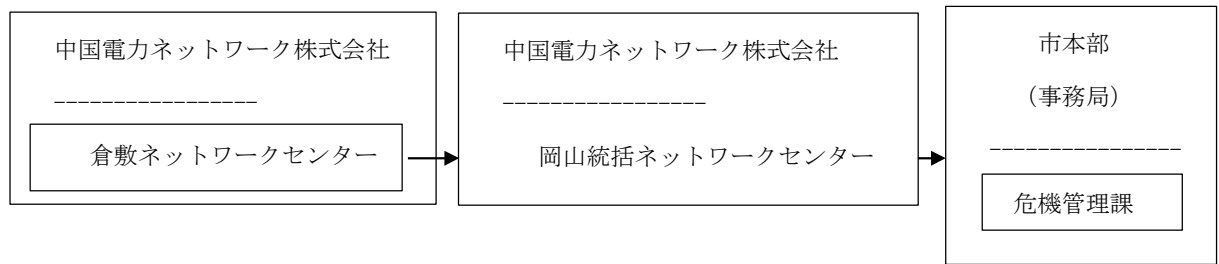 中国電力ネットワーク株式会社
-----------------
倉敷ネットワークセンター
中国電力ネットワーク株式会社
-----------------
岡山統括ネットワークセンター
市本部
（事務局）
----------------
危機管理課